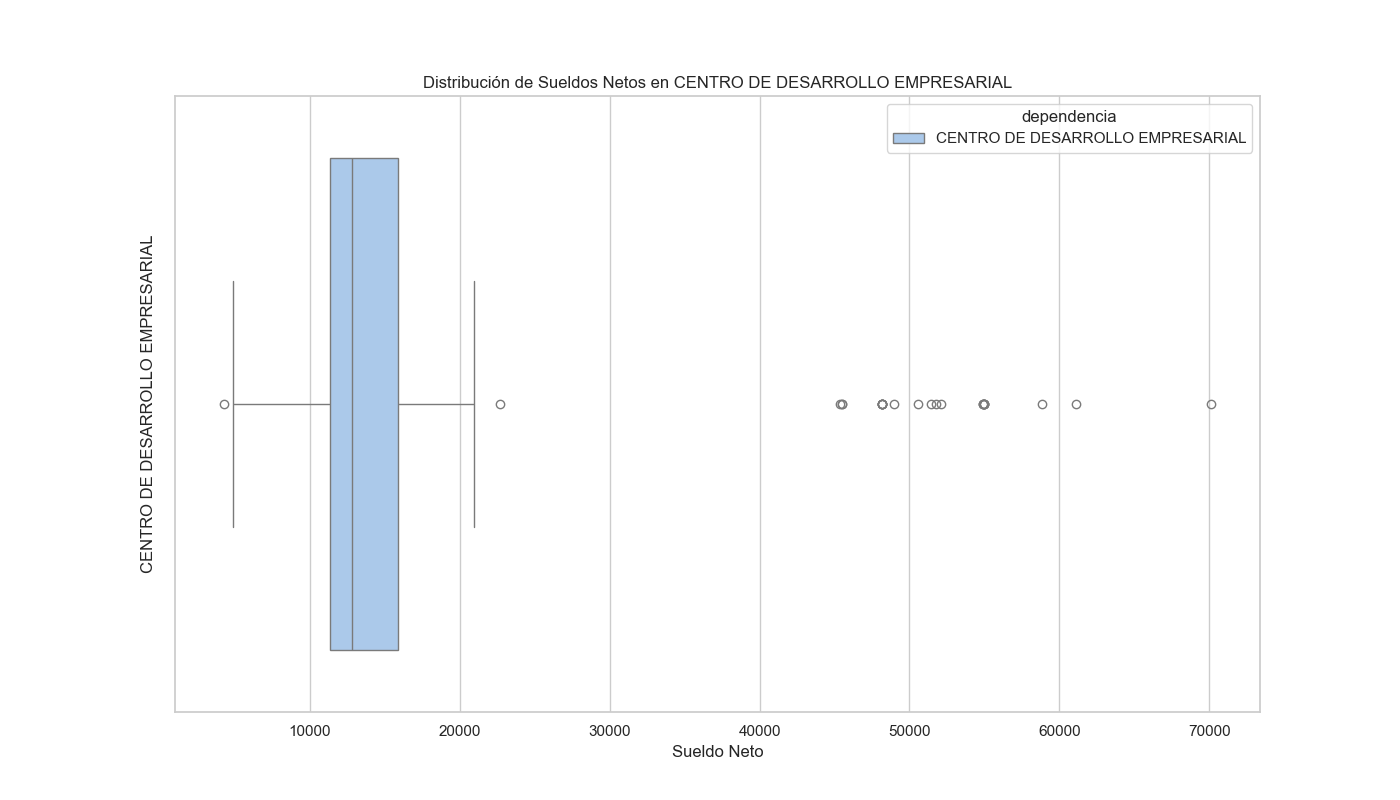 Distribución de Sueldos Netos en CENTRO DE DESARROLLO EMPRESARIAL
dependencia
CENTRO DE DESARROLLO EMPRESARIAL
CENTRO DE DESARROLLO EMPRESARIAL
10000 20000 30000 40000 50000 60000 70000
Sueldo Neto